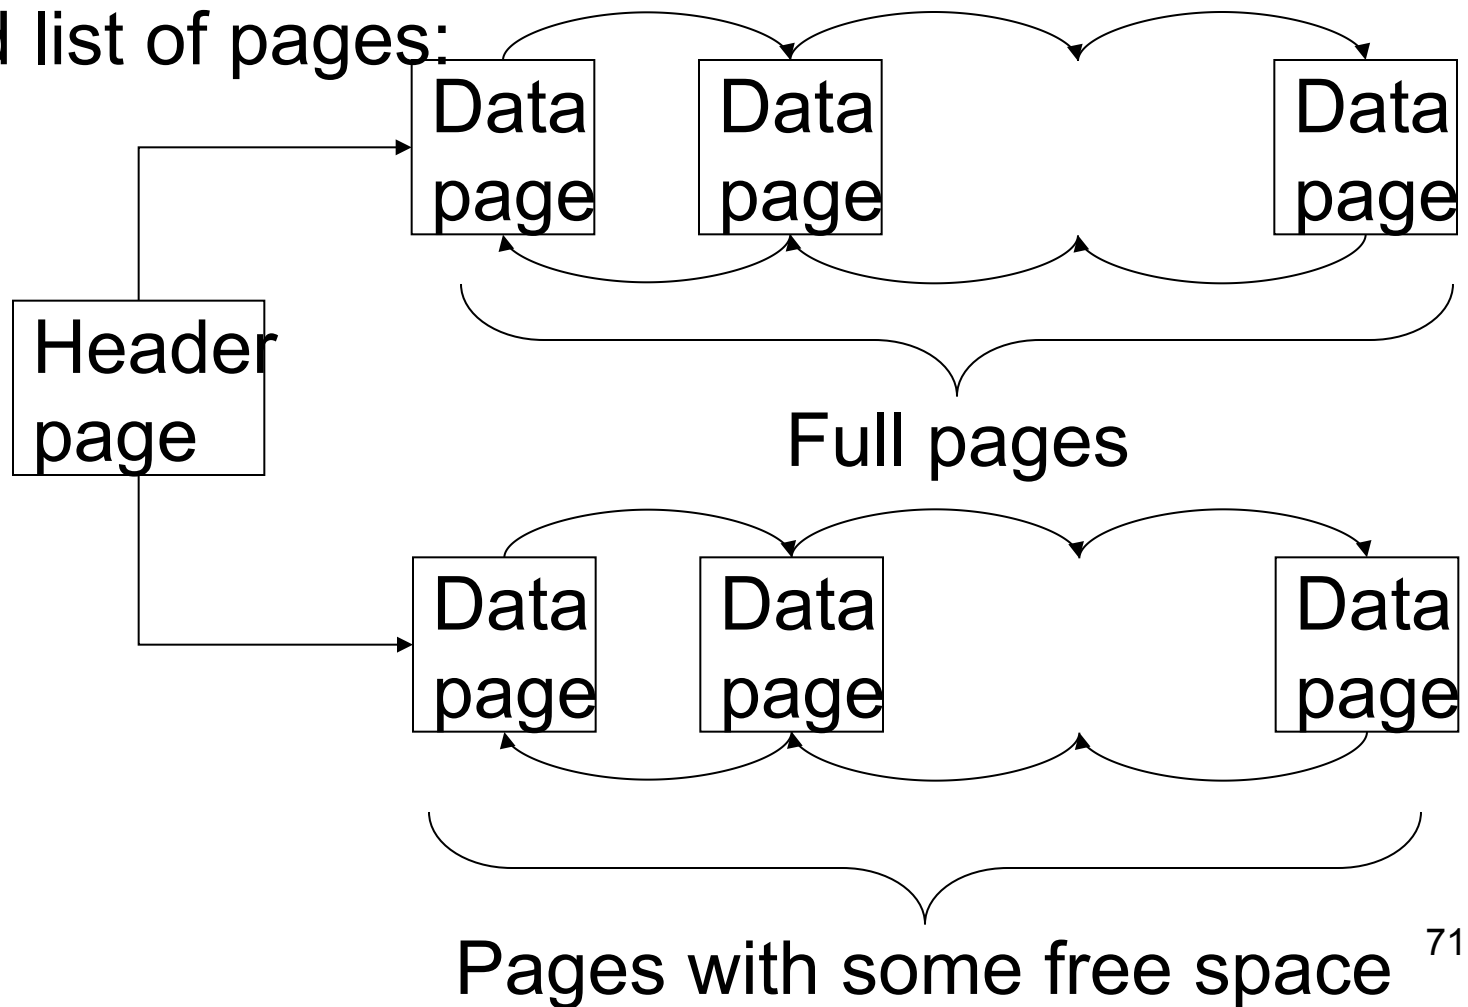 list of pages:
Data
page
Data
page
Data
page
Header
page
Full pages
Data
page
Data
page
Data
page
Pages with some free space
71